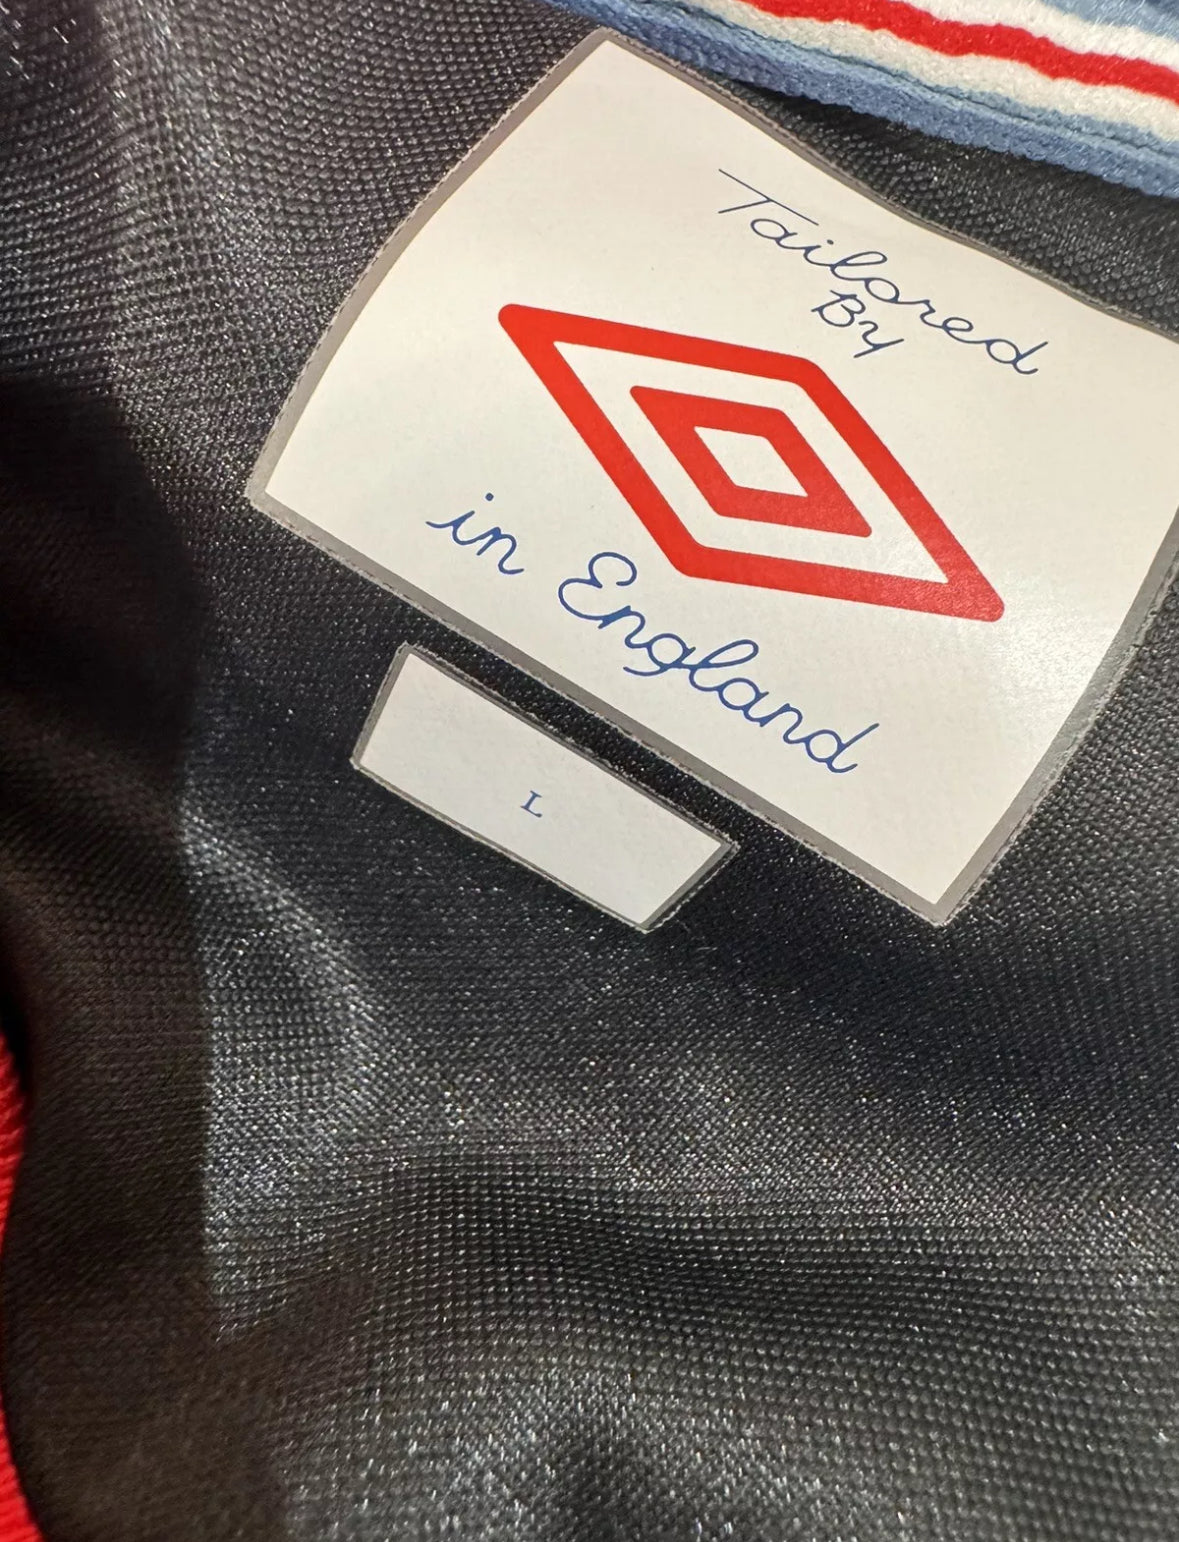 Tailored
By
in England
L